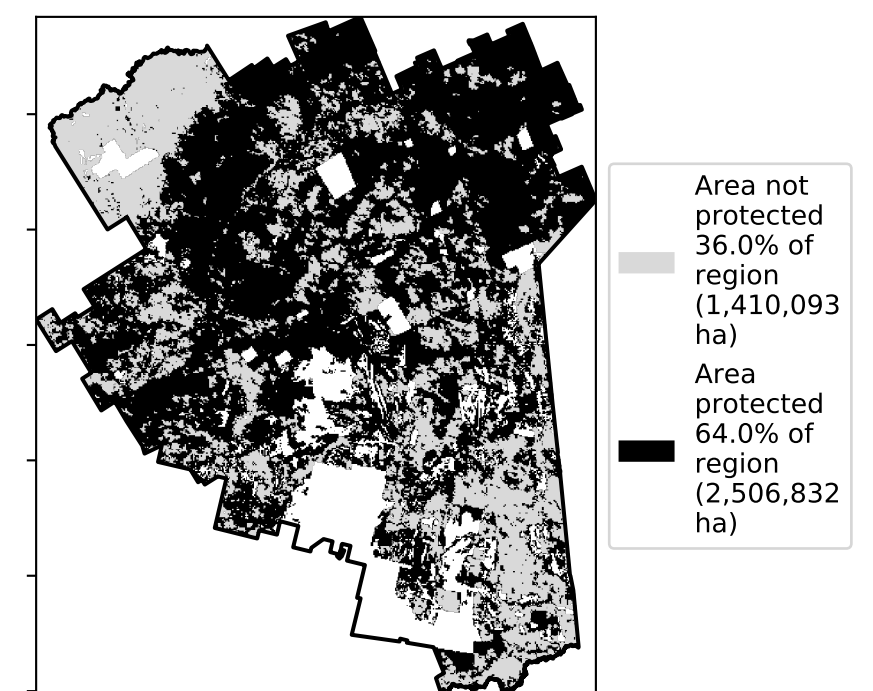 Area not
protected
36.0% of
region
(1,410,093
ha)
Area
protected
64.0% of
region
(2,506,832
ha)